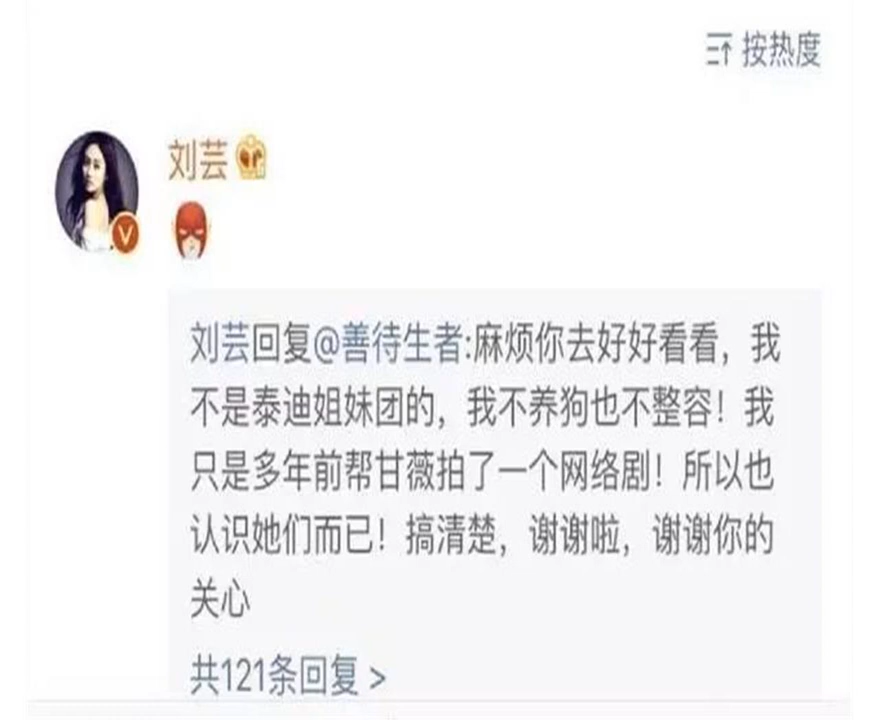 按热度
刘芸
刘芸回复@善待生者:麻烦你去好好看看，我
不是泰迪姐妹团的，我不养狗也不整容！我
只是多年前帮甘薇拍了一个网络剧！所以也
认识她们而已！搞清楚，谢谢啦，谢谢你的
关心
共121条回复 >